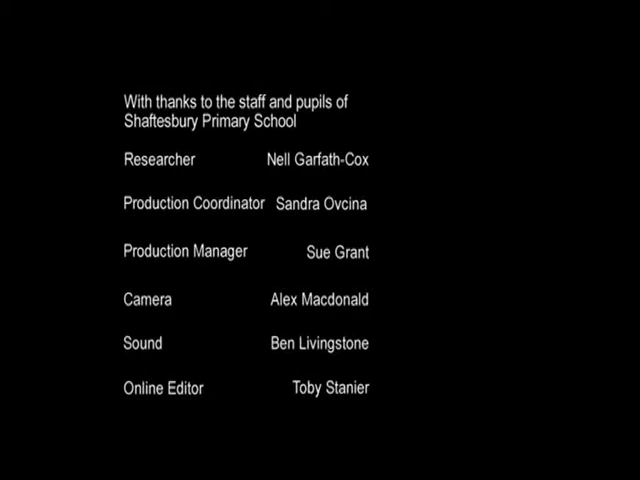 With thanks to the staff and pupils of
Shaftesbury Primary School
Researcher Nell Garfath-Cox
Production Coordinator Sandra Ovcina
Production Manager Sue Grant
Camera Alex Macdonald
Sound Ben Livingstone
Online Editor Toby Stanier